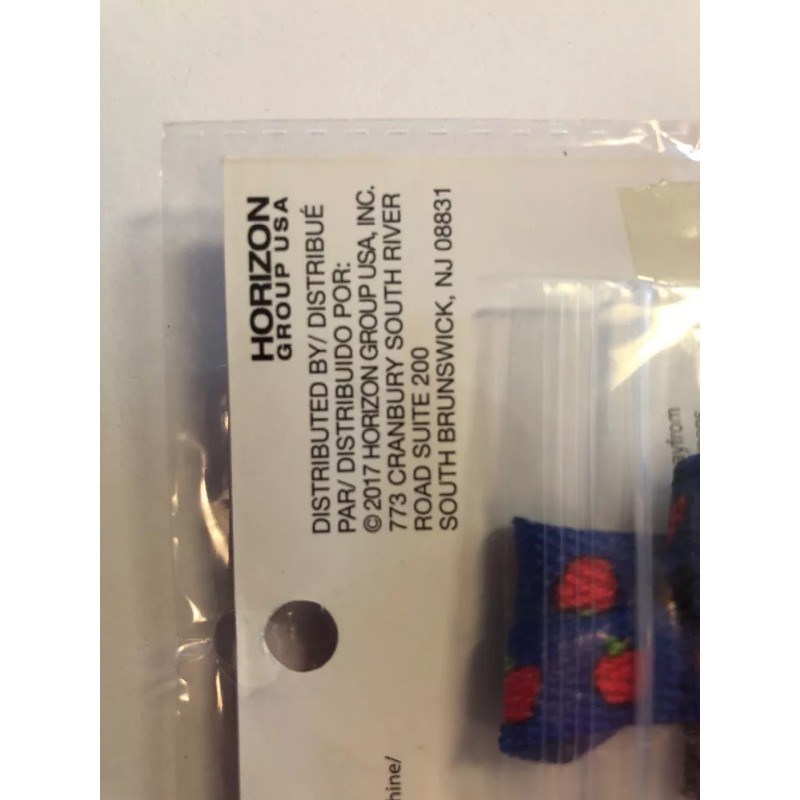 HORIZON
GROUP USA
DISTRIBUTED BY/ DISTRIBUÉ
PAR/ DISTRIBUIDO POR:
© 2017 HORIZON GROUP USA, INC.
773 CRANBURY SOUTH RIVER
ROAD SUITE 200
SOUTH BRUNSWICK, NJ 08831